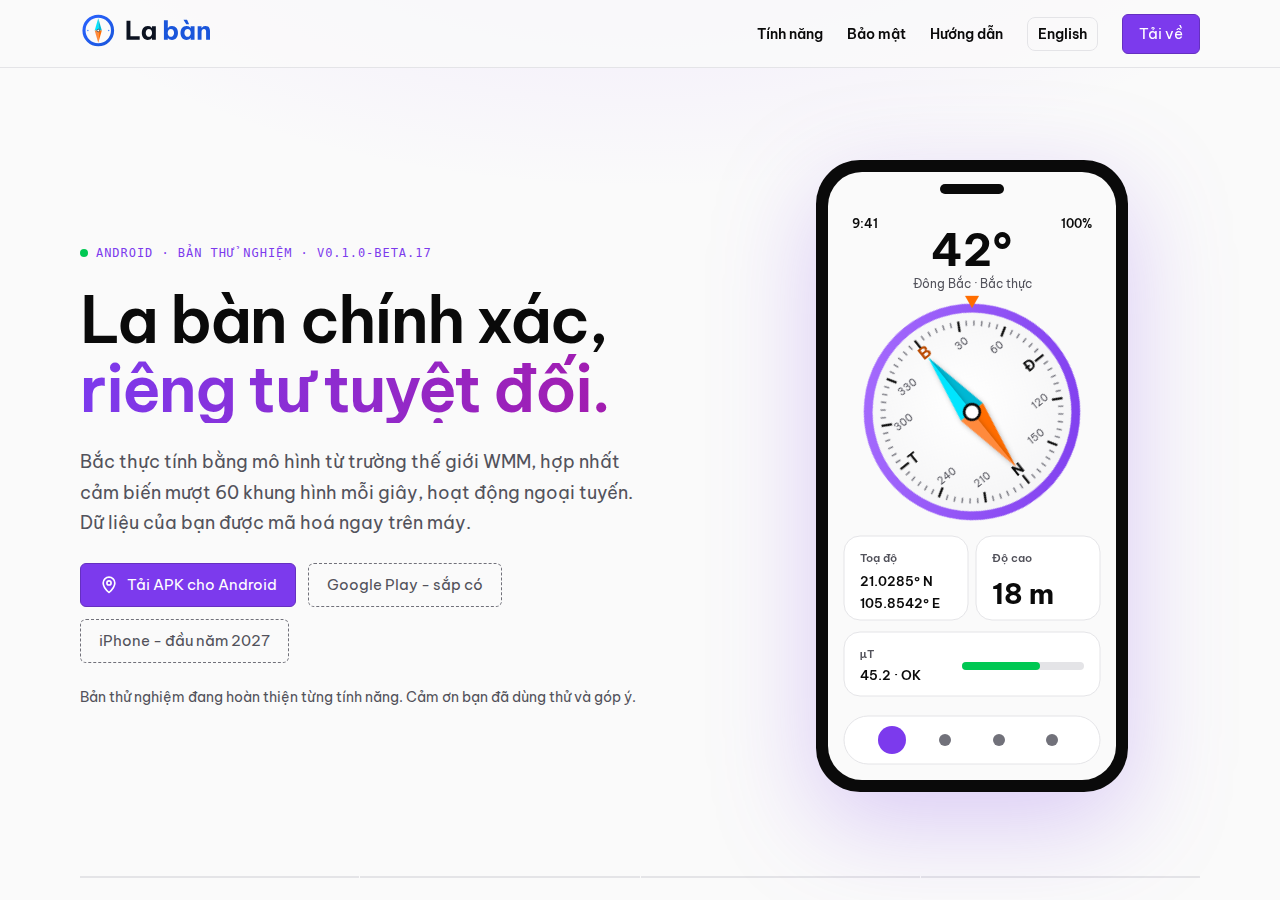 La bàn
Tính năng
Bảo mật
Hướng dẫn
English
Tải về
ANDROID · BẢN THỬ NGHIỆM · V0.1.0-BETA.17
La bàn chính xác,
riêng tư tuyệt đối.
Bắc thực tính bằng mô hình từ trường thế giới WMM, hợp nhất
cảm biến mượt 60 khung hình mỗi giây, hoạt động ngoại tuyến.
Dữ liệu của bạn được mã hoá ngay trên máy.
Tải APK cho Android
Google Play – sắp có
iPhone – đầu năm 2027
Bản thử nghiệm đang hoàn thiện từng tính năng. Cảm ơn bạn đã dùng thử và góp ý.
9:41
100%
42°
Đông Bắc · Bắc thực
B
30
60
Đ
120
150
N
210
240
T
300
330
Toạ độ
21.0285° N
105.8542° E
Độ cao
18 m
µT
45.2 · OK